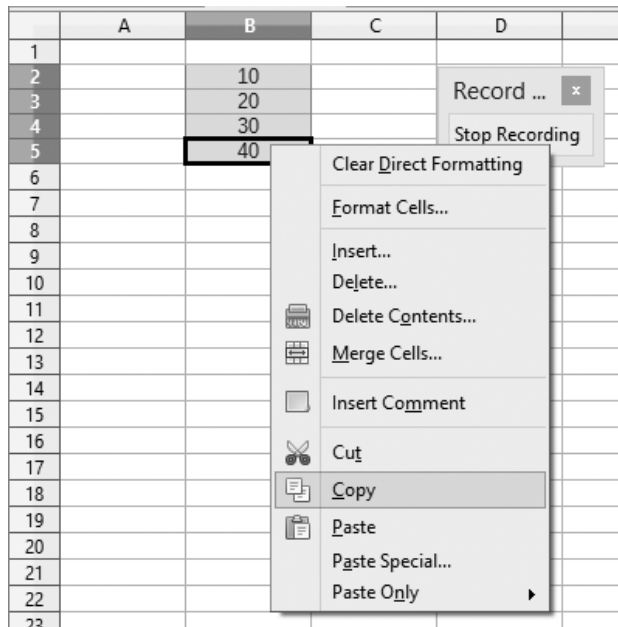 A B C D
1
2 10
3 20
4 30
5 40
6
7
8
9
10
11
12
13
14
15
16
17
18
19
20
21
22
23
Record ... x
Stop Recording
Clear Direct Formatting
Format Cells...
Insert...
Delete...
Delete Contents...
Merge Cells...
Insert Comment
Cut
Copy
Paste
Paste Special...
Paste Only